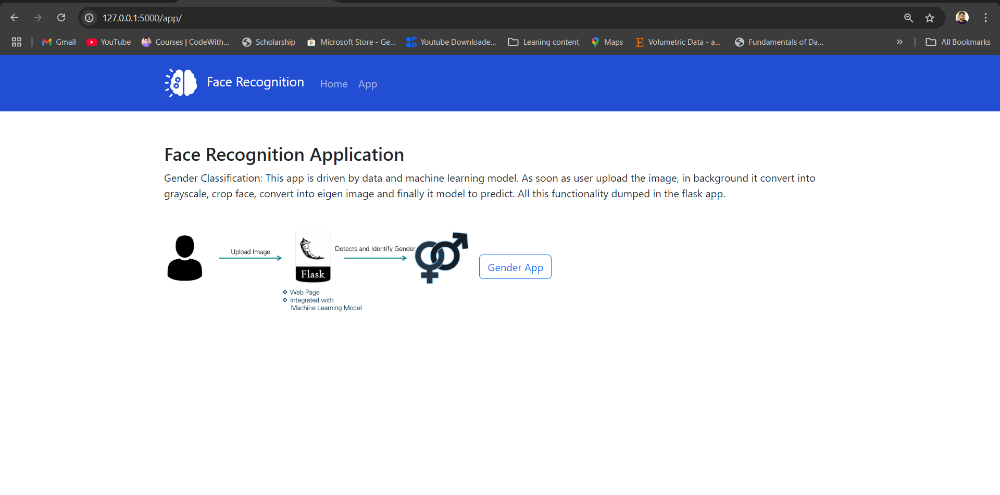 127.0.0.1:5000/app/
Gmail YouTube Courses | CodeWith... Scholarship Microsoft Store - Ge... Youtube Downloade... Leaning content Maps Volumetric Data - a... Fundamentals of Da... » All Bookmarks
Face Recognition Home App
Face Recognition Application
Gender Classification: This app is driven by data and machine learning model. As soon as user upload the image, in background it convert into
grayscale, crop face, convert into eigen image and finally it model to predict. All this functionality dumped in the flask app.
Upload Image
Detects and Identify Gender
Flask
Gender App
❖ Web Page
❖ Integrated with
Machine Learning Model